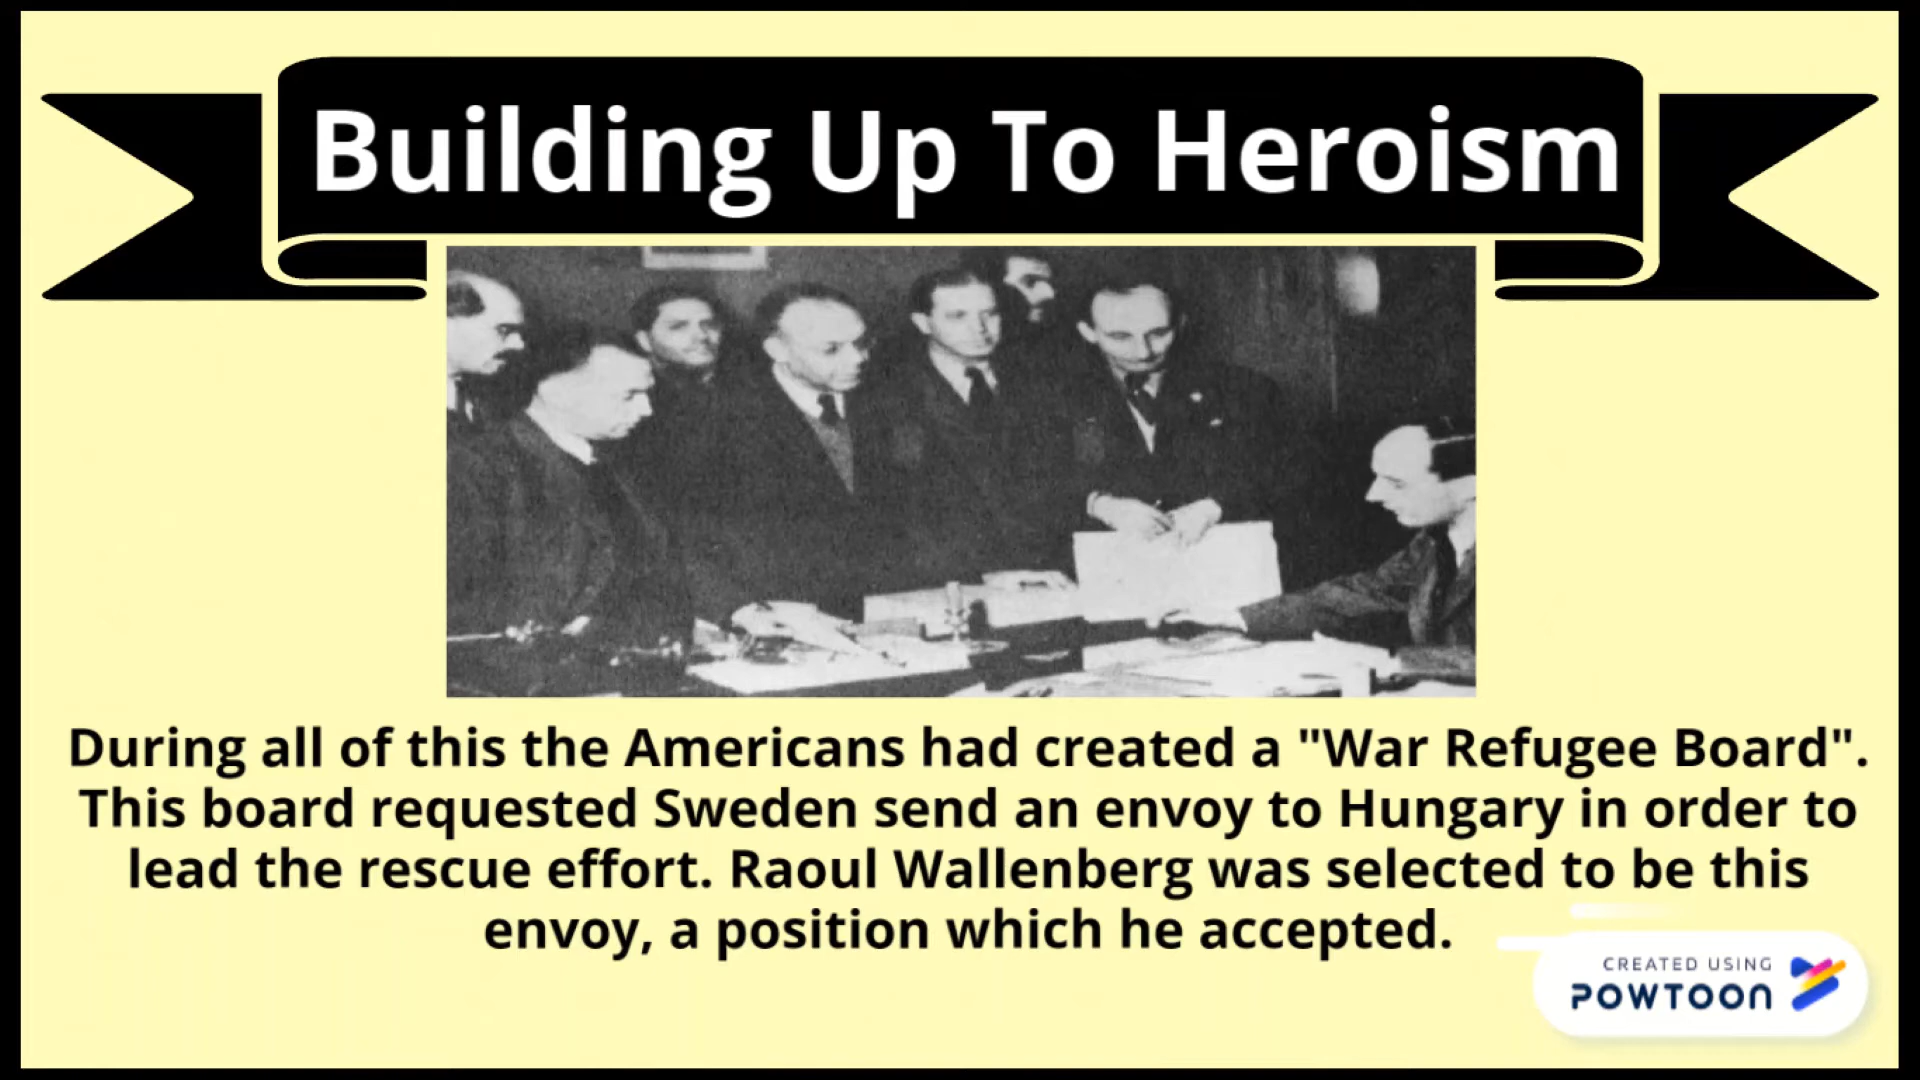 Building Up To Heroism
During all of this the Americans had created a "War Refugee Board".
This board requested Sweden send an envoy to Hungary in order to
lead the rescue effort. Raoul Wallenberg was selected to be this
envoy, a position which he accepted.
CREATED USING
POWTOON